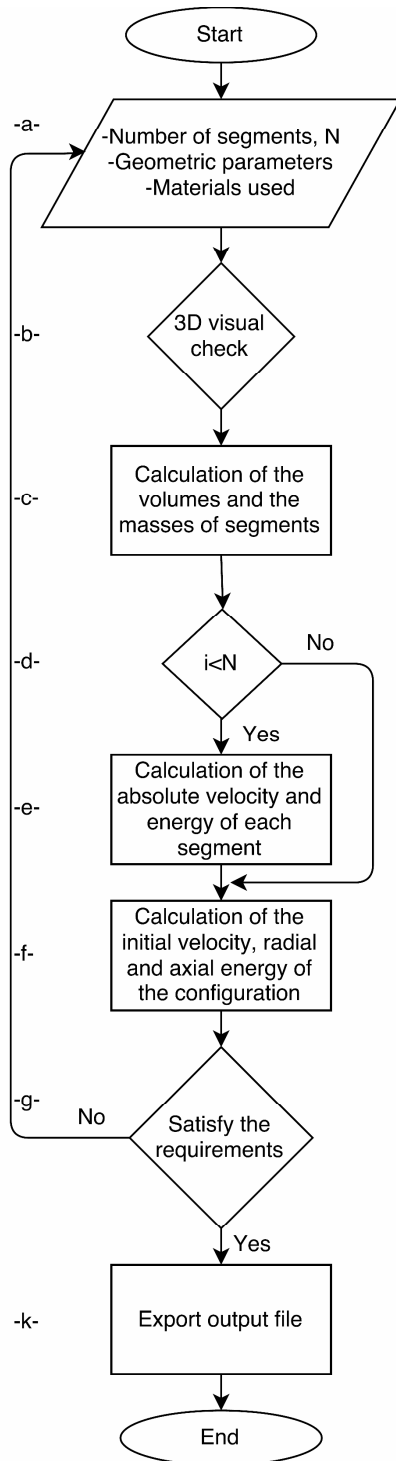 Start
-a-
-Number of segments, N
-Geometric parameters
-Materials used
-b-
3D visual
check
-c-
Calculation of the
volumes and the
masses of segments
-d-
i<N
No
Yes
-e-
Calculation of the
absolute velocity and
energy of each
segment
-f-
Calculation of the
initial velocity, radial
and axial energy of
the configuration
-g-
No
Satisfy the
requirements
Yes
-k-
Export output file
End